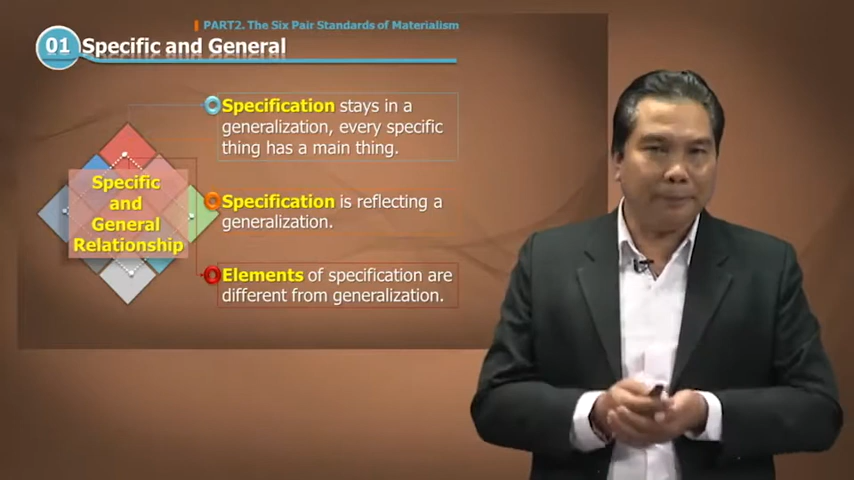 PART2. The Six Pair Standards of Materialism
01 Specific and General
Specification stays in a
generalization, every specific
thing has a main thing.
Specific
and
General
Relationship
Specification is reflecting a
generalization.
Elements of specification are
different from generalization.